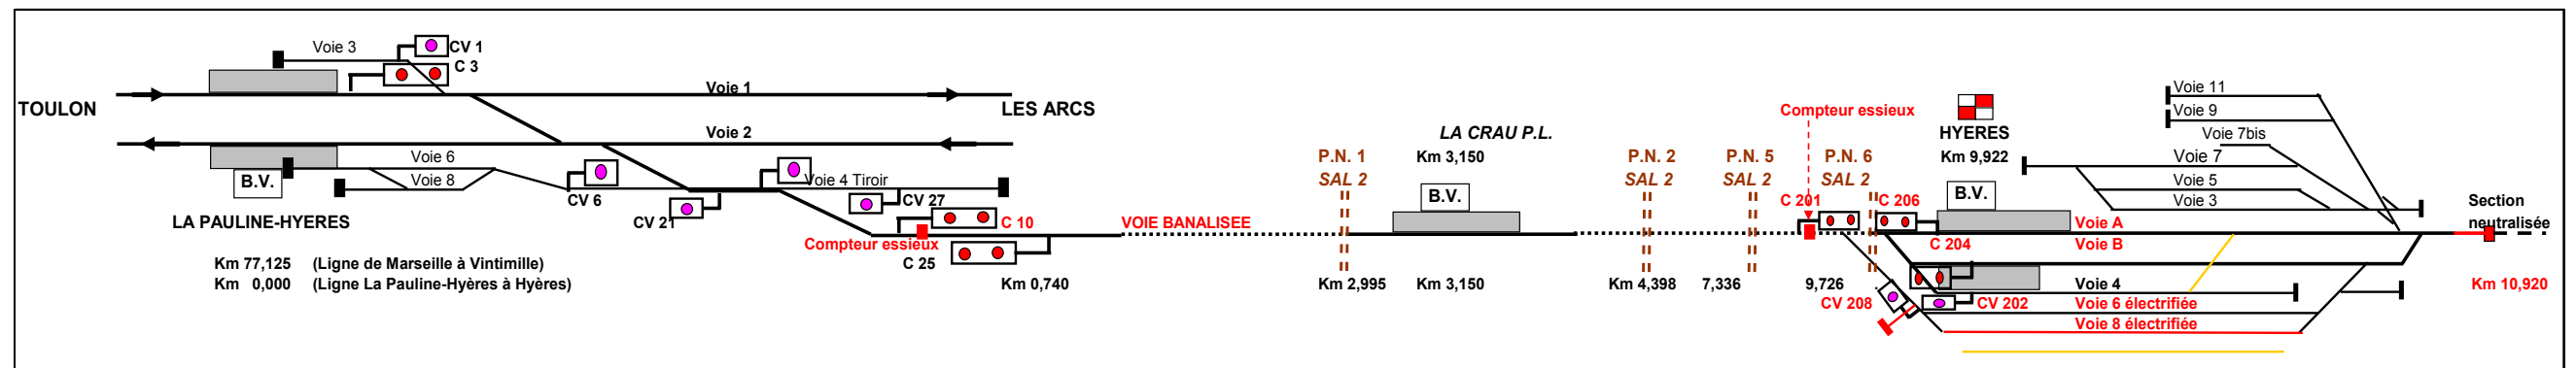 Voie 3
CV 1
C 3
TOULON
Voie 1
LES ARCS
Voie 2
Voie 6
Voie 8
B.V.
LA PAULINE-HYERES
CV 6
CV 21
Voie 4 Tiroir
CV 27
C 10
Compteur essieux
C 25
Km 77,125 (Ligne de Marseille à Vintimille)
Km 0,000 (Ligne La Pauline-Hyères à Hyères)
Km 0,740
VOIE BANALISEE
P.N. 1
SAL 2
Km 2,995
LA CRAU P.L.
Km 3,150
B.V.
Km 3,150
P.N. 2
SAL 2
Km 4,398
P.N. 5
SAL 2
7,336
Compteur essieux
P.N. 6
SAL 2
C 201
C 206
9,726
CV 208
HYERES
Km 9,922
B.V.
C 204
CV 202
Voie 11
Voie 9
Voie 7bis
Voie 7
Voie 5
Voie 3
Voie A
Voie B
Voie 4
Voie 6 électrifiée
Voie 8 électrifiée
Section
neutralisée
Km 10,920